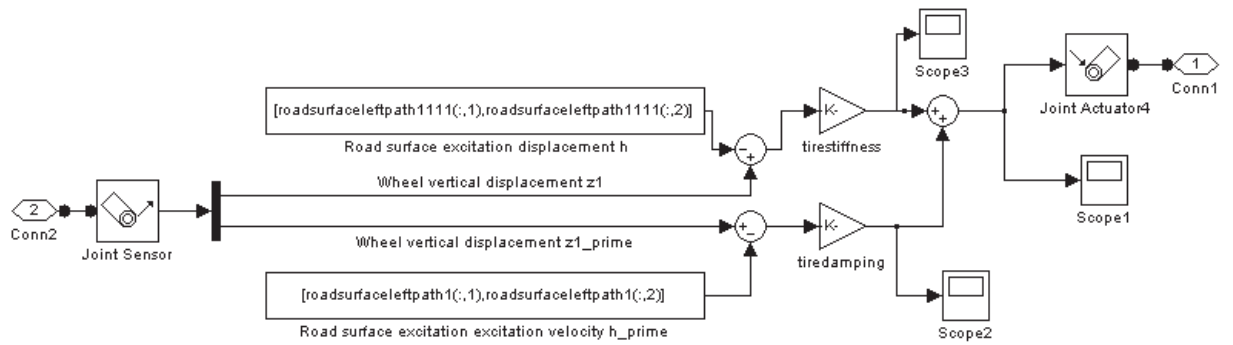 Scope3
1
Conn1
Joint Actuator4
[roadsurfaceleftpath1111(:,1),roadsurfaceleftpath1111(:,2)]
Road surface excitation displacement h
K-
tirestiffness
Wheel vertical displacement z1
Scope1
2
Conn2
Joint Sensor
Wheel vertical displacement z1_prime
K-
tiredamping
[roadsurfaceleftpath1(:,1),roadsurfaceleftpath1(:,2)]
Road surface excitation excitation velocity h_prime
Scope2